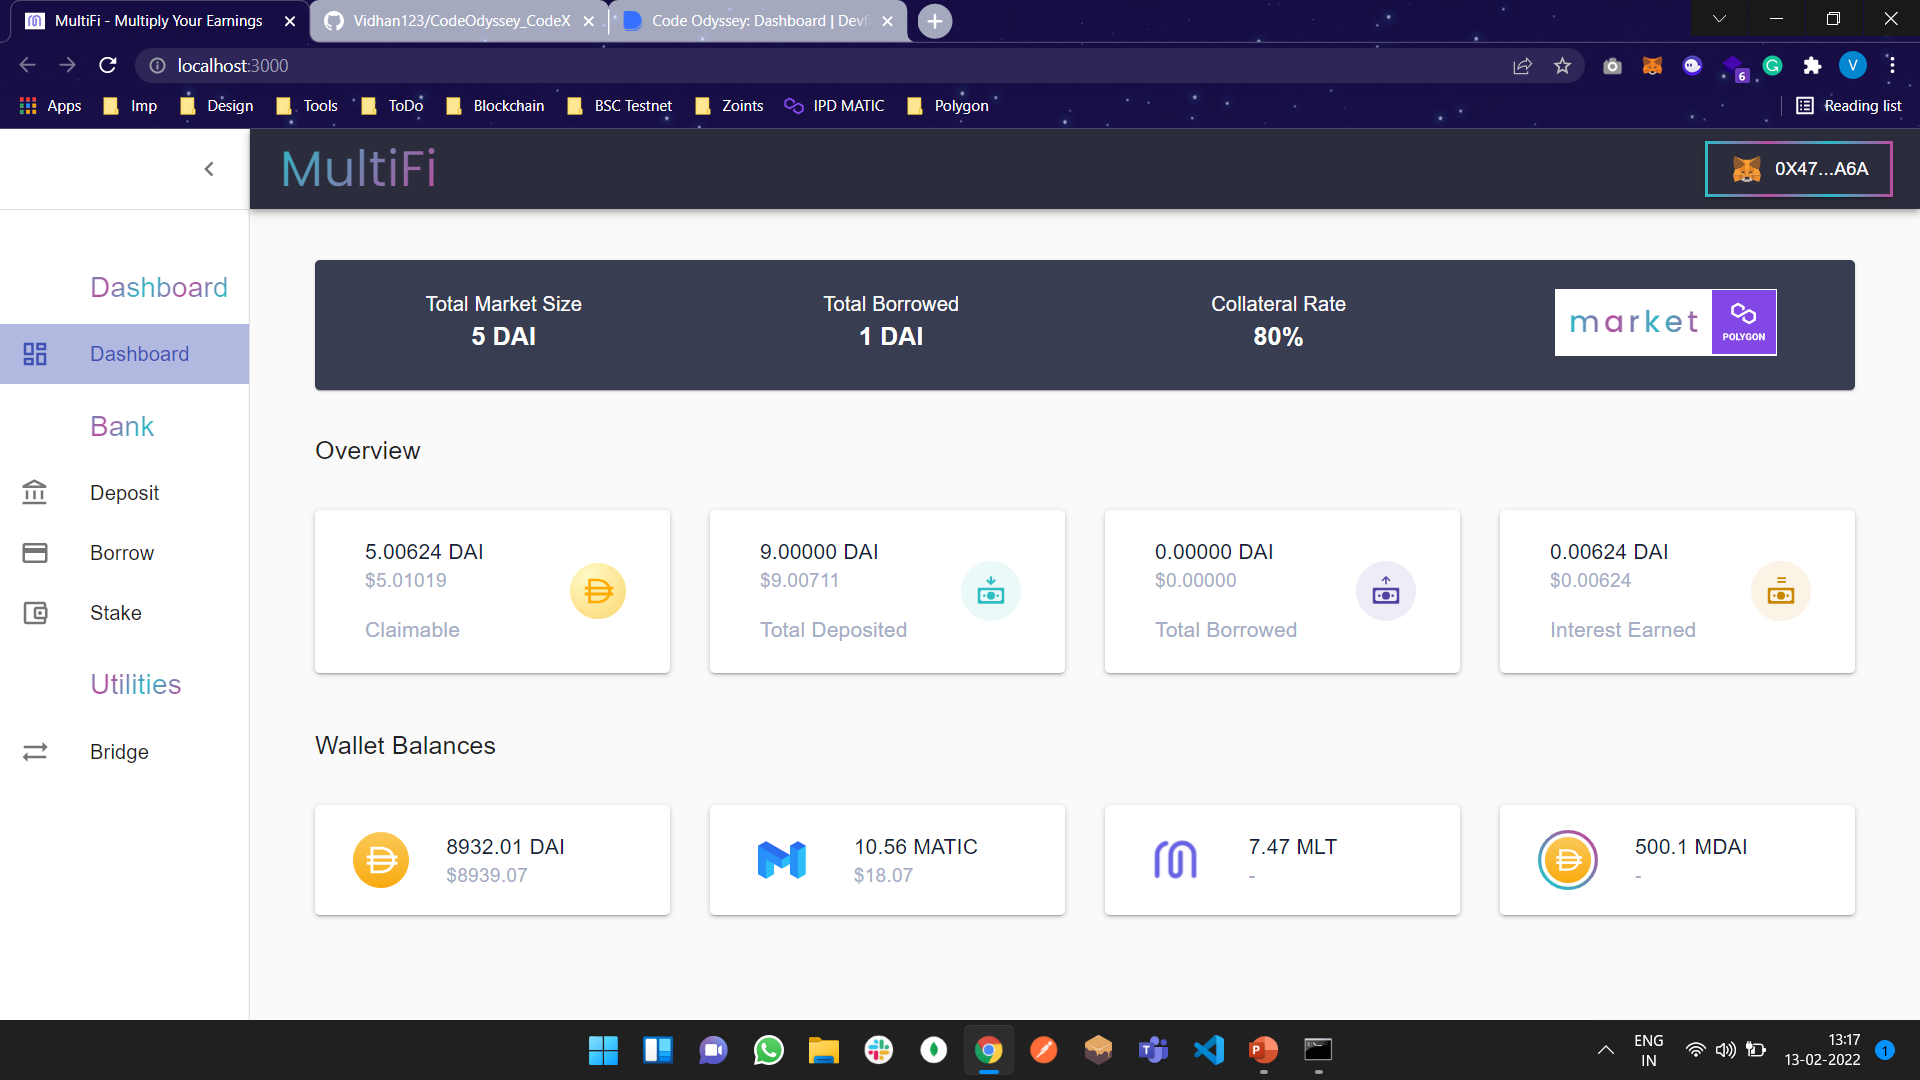 MultiFi - Multiply Your Earnings
Vidhan123/CodeOdyssey_CodeX
Code Odyssey: Dashboard | Devf
localhost:3000
6
V
Apps
Imp
Design
Tools
ToDo
Blockchain
BSC Testnet
Zoints
IPD MATIC
Polygon
Reading list
MultiFi
0X47...A6A
Dashboard
Dashboard
Bank
Deposit
Borrow
Stake
Utilities
Bridge
Total Market Size
5 DAI
Total Borrowed
1 DAI
Collateral Rate
80%
market
POLYGON
Overview
5.00624 DAI
$5.01019
Claimable
9.00000 DAI
$9.00711
Total Deposited
0.00000 DAI
$0.00000
Total Borrowed
0.00624 DAI
$0.00624
Interest Earned
Wallet Balances
8932.01 DAI
$8939.07
10.56 MATIC
$18.07
7.47 MLT
-
500.1 MDAI
-
ENG
IN
13:17
13-02-2022
1